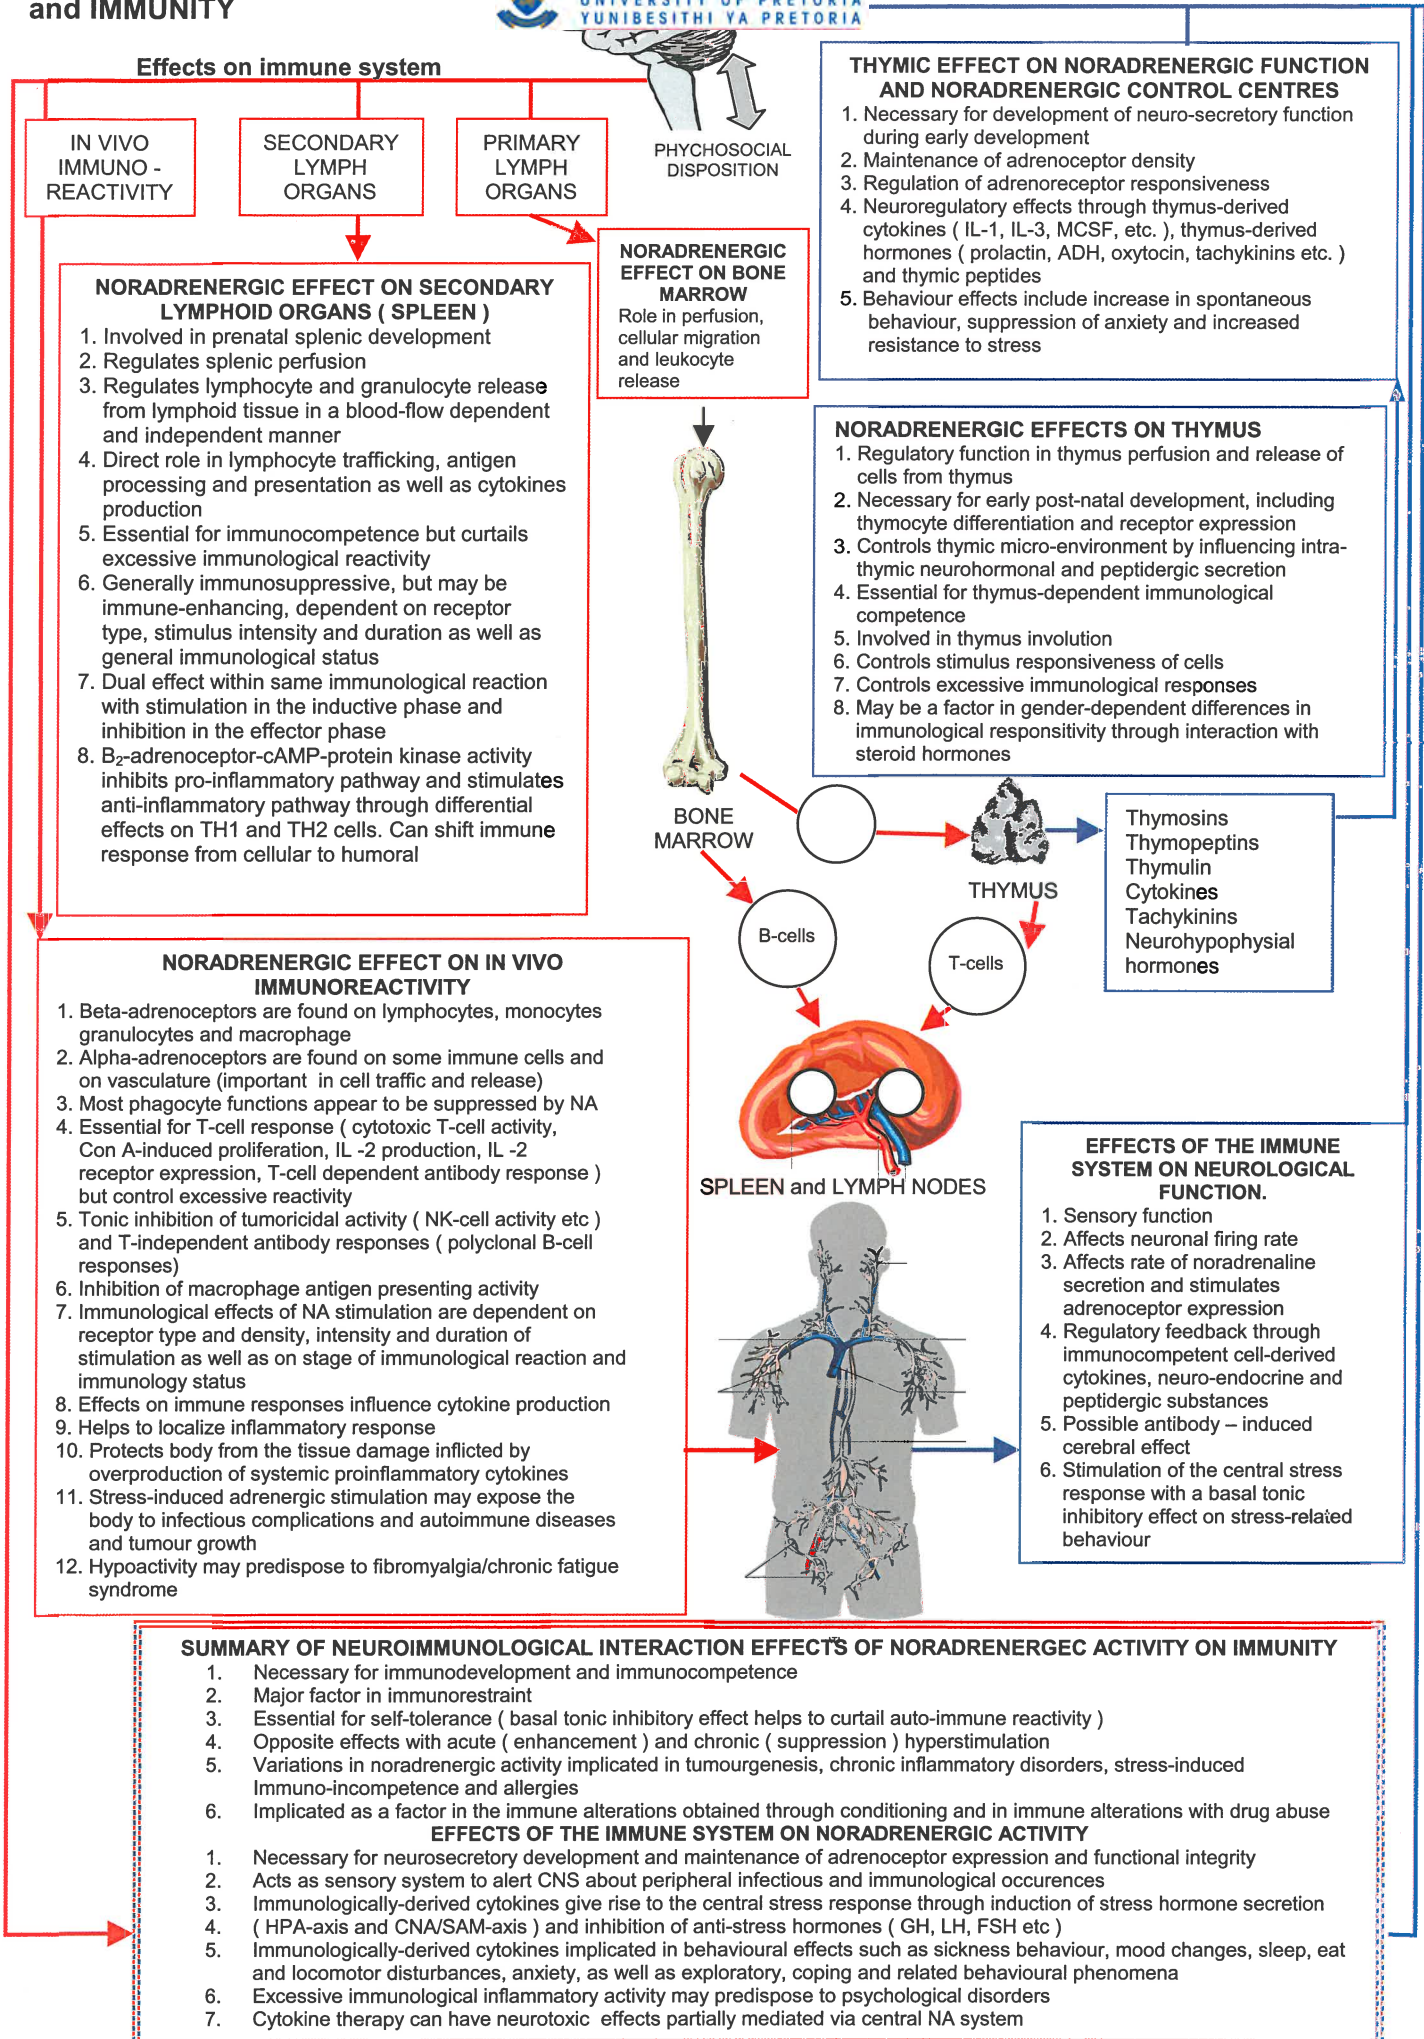 and IMMUNITY
UNIVERSITY OF PRETORIA
YUNIBESITHI YA PRETORIA
Effects on immune system
IN VIVO
IMMUNO -
REACTIVITY
SECONDARY
LYMPH
ORGANS
PRIMARY
LYMPH
ORGANS
PHYCHOSOCIAL
DISPOSITION
THYMIC EFFECT ON NORADRENERGIC FUNCTION
AND NORADRENERGIC CONTROL CENTRES
1. Necessary for development of neuro-secretory function
during early development
2. Maintenance of adrenoceptor density
3. Regulation of adrenoreceptor responsiveness
4. Neuroregulatory effects through thymus-derived
cytokines ( IL-1, IL-3, MCSF, etc. ), thymus-derived
hormones ( prolactin, ADH, oxytocin, tachykinins etc. )
and thymic peptides
5. Behaviour effects include increase in spontaneous
behaviour, suppression of anxiety and increased
resistance to stress
NORADRENERGIC
EFFECT ON BONE
MARROW
Role in perfusion,
cellular migration
and leukocyte
release
NORADRENERGIC EFFECT ON SECONDARY
LYMPHOID ORGANS ( SPLEEN )
1. Involved in prenatal splenic development
2. Regulates splenic perfusion
3. Regulates lymphocyte and granulocyte release
from lymphoid tissue in a blood-flow dependent
and independent manner
4. Direct role in lymphocyte trafficking, antigen
processing and presentation as well as cytokines
production
5. Essential for immunocompetence but curtails
excessive immunological reactivity
6. Generally immunosuppressive, but may be
immune-enhancing, dependent on receptor
type, stimulus intensity and duration as well as
general immunological status
7. Dual effect within same immunological reaction
with stimulation in the inductive phase and
inhibition in the effector phase
8. B₂-adrenoceptor-cAMP-protein kinase activity
inhibits pro-inflammatory pathway and stimulates
anti-inflammatory pathway through differential
effects on TH1 and TH2 cells. Can shift immune
response from cellular to humoral
NORADRENERGIC EFFECTS ON THYMUS
1. Regulatory function in thymus perfusion and release of
cells from thymus
2. Necessary for early post-natal development, including
thymocyte differentiation and receptor expression
3. Controls thymic micro-environment by influencing intra-
thymic neurohormonal and peptidergic secretion
4. Essential for thymus-dependent immunological
competence
5. Involved in thymus involution
6. Controls stimulus responsiveness of cells
7. Controls excessive immunological responses
8. May be a factor in gender-dependent differences in
immunological responsitivity through interaction with
steroid hormones
BONE
MARROW
THYMUS
Thymosins
Thymopeptins
Thymulin
Cytokines
Tachykinins
Neurohypophysial
hormones
B-cells
T-cells
SPLEEN and LYMPH NODES
NORADRENERGIC EFFECT ON IN VIVO
IMMUNOREACTIVITY
1. Beta-adrenoceptors are found on lymphocytes, monocytes
granulocytes and macrophage
2. Alpha-adrenoceptors are found on some immune cells and
on vasculature (important in cell traffic and release)
3. Most phagocyte functions appear to be suppressed by NA
4. Essential for T-cell response ( cytotoxic T-cell activity,
Con A-induced proliferation, IL -2 production, IL -2
receptor expression, T-cell dependent antibody response )
but control excessive reactivity
5. Tonic inhibition of tumoricidal activity ( NK-cell activity etc )
and T-independent antibody responses ( polyclonal B-cell
responses)
6. Inhibition of macrophage antigen presenting activity
7. Immunological effects of NA stimulation are dependent on
receptor type and density, intensity and duration of
stimulation as well as on stage of immunological reaction and
immunology status
8. Effects on immune responses influence cytokine production
9. Helps to localize inflammatory response
10. Protects body from the tissue damage inflicted by
overproduction of systemic proinflammatory cytokines
11. Stress-induced adrenergic stimulation may expose the
body to infectious complications and autoimmune diseases
and tumour growth
12. Hypoactivity may predispose to fibromyalgia/chronic fatigue
syndrome
EFFECTS OF THE IMMUNE
SYSTEM ON NEUROLOGICAL
FUNCTION.
1. Sensory function
2. Affects neuronal firing rate
3. Affects rate of noradrenaline
secretion and stimulates
adrenoceptor expression
4. Regulatory feedback through
immunocompetent cell-derived
cytokines, neuro-endocrine and
peptidergic substances
5. Possible antibody – induced
cerebral effect
6. Stimulation of the central stress
response with a basal tonic
inhibitory effect on stress-related
behaviour
SUMMARY OF NEUROIMMUNOLOGICAL INTERACTION EFFECTS OF NORADRENERGEC ACTIVITY ON IMMUNITY
1. Necessary for immunodevelopment and immunocompetence
2. Major factor in immunorestraint
3. Essential for self-tolerance ( basal tonic inhibitory effect helps to curtail auto-immune reactivity )
4. Opposite effects with acute ( enhancement ) and chronic ( suppression ) hyperstimulation
5. Variations in noradrenergic activity implicated in tumourgenesis, chronic inflammatory disorders, stress-induced
Immuno-incompetence and allergies
6. Implicated as a factor in the immune alterations obtained through conditioning and in immune alterations with drug abuse
EFFECTS OF THE IMMUNE SYSTEM ON NORADRENERGIC ACTIVITY
1. Necessary for neurosecretory development and maintenance of adrenoceptor expression and functional integrity
2. Acts as sensory system to alert CNS about peripheral infectious and immunological occurences
3. Immunologically-derived cytokines give rise to the central stress response through induction of stress hormone secretion
4. ( HPA-axis and CNA/SAM-axis ) and inhibition of anti-stress hormones ( GH, LH, FSH etc )
5. Immunologically-derived cytokines implicated in behavioural effects such as sickness behaviour, mood changes, sleep, eat
and locomotor disturbances, anxiety, as well as exploratory, coping and related behavioural phenomena
6. Excessive immunological inflammatory activity may predispose to psychological disorders
7. Cytokine therapy can have neurotoxic effects partially mediated via central NA system